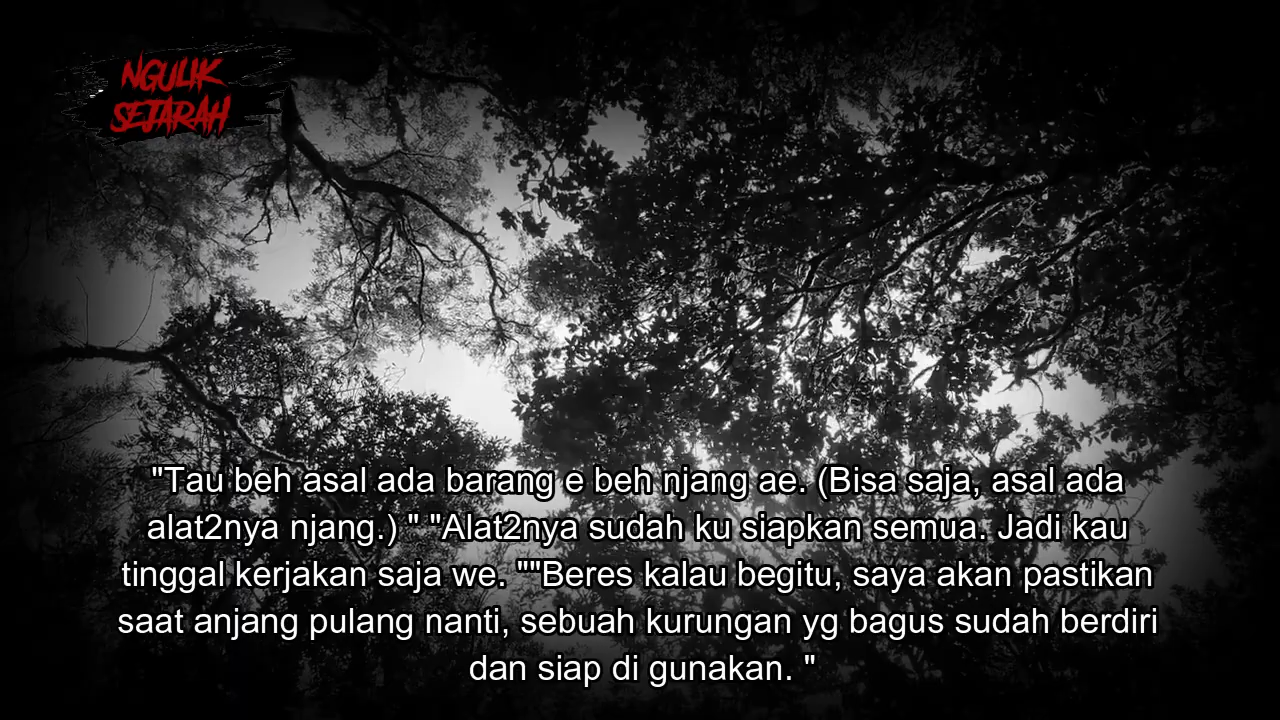 NGULIK
SEJARAH
"Tau beh asal ada barang e beh njang ae. (Bisa saja, asal ada
alat2nya njang.) " "Alat2nya sudah ku siapkan semua. Jadi kau
tinggal kerjakan saja we. ""Beres kalau begitu, saya akan pastikan
saat anjang pulang nanti, sebuah kurungan yg bagus sudah berdiri
dan siap di gunakan. "